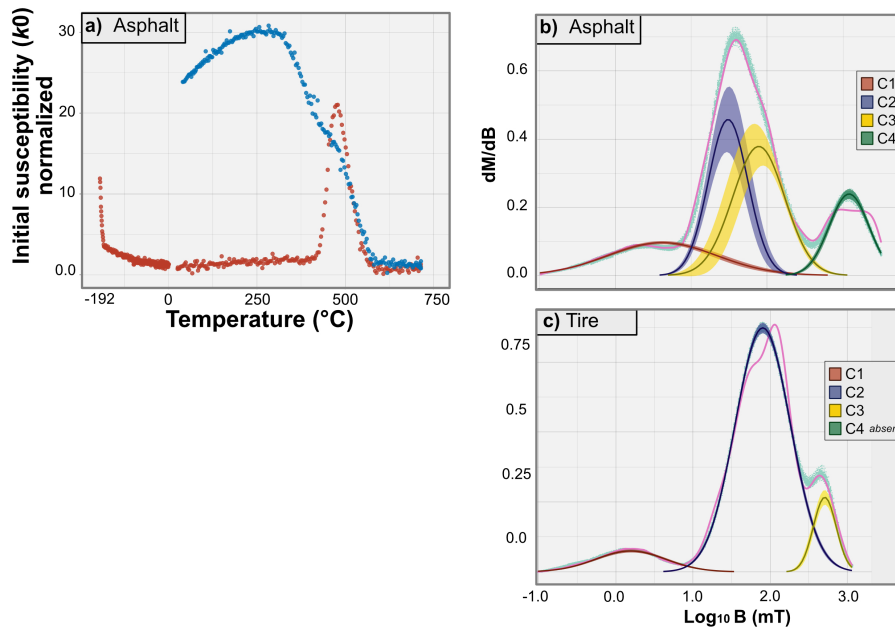 a) Asphalt
Initial susceptibility (k0)
normalized
30
20
10
0.0
-192
0
250
500
750
Temperature (°C)
b) Asphalt
dM/dB
0.6
0.4
0.2
0.0
C1
C2
C3
C4
c) Tire
0.75
0.5
0.25
0.0
C1
C2
C3
C4
-1.0
0.0
1.0
2.0
3.0
Log₁₀ B (mT)